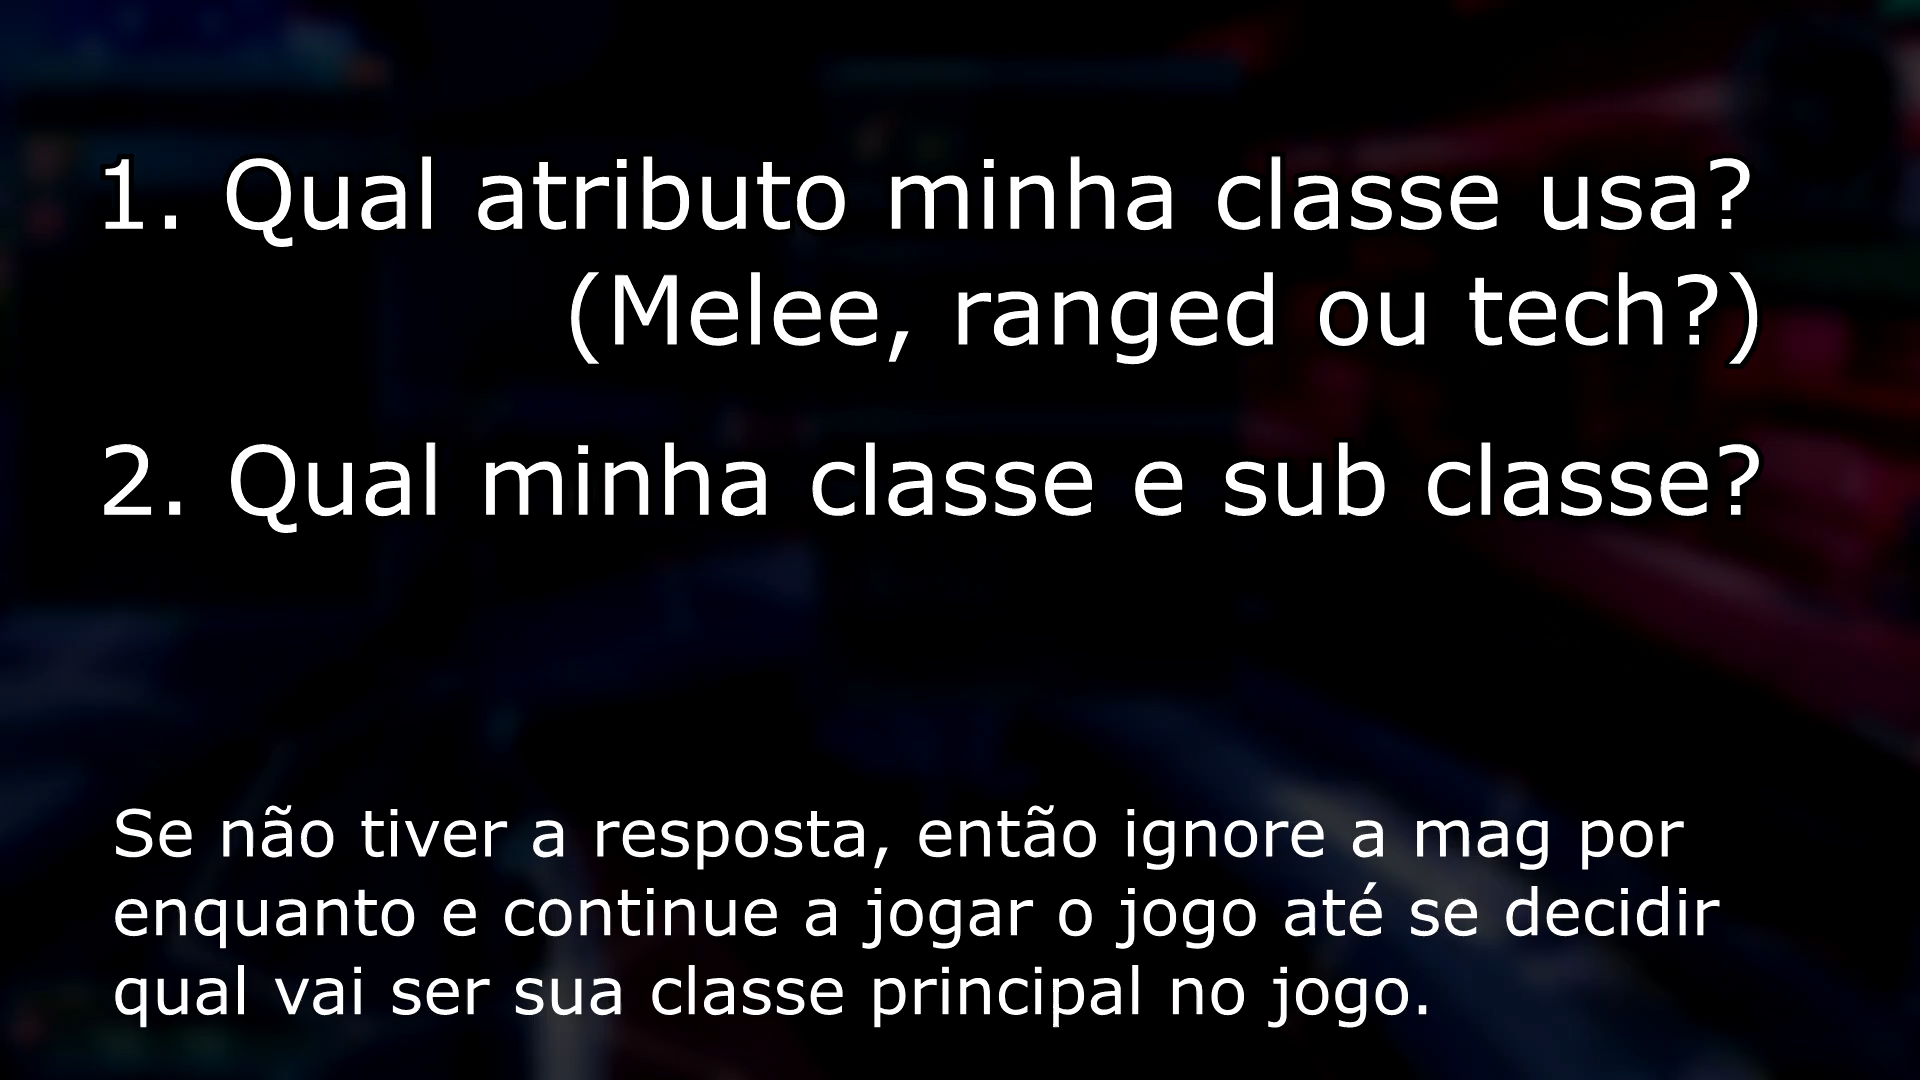 1. Qual atributo minha classe usa?
(Melee, ranged ou tech?)
2. Qual minha classe e sub classe?
Se não tiver a resposta, então ignore a mag por
enquanto e continue a jogar o jogo até se decidir
qual vai ser sua classe principal no jogo.